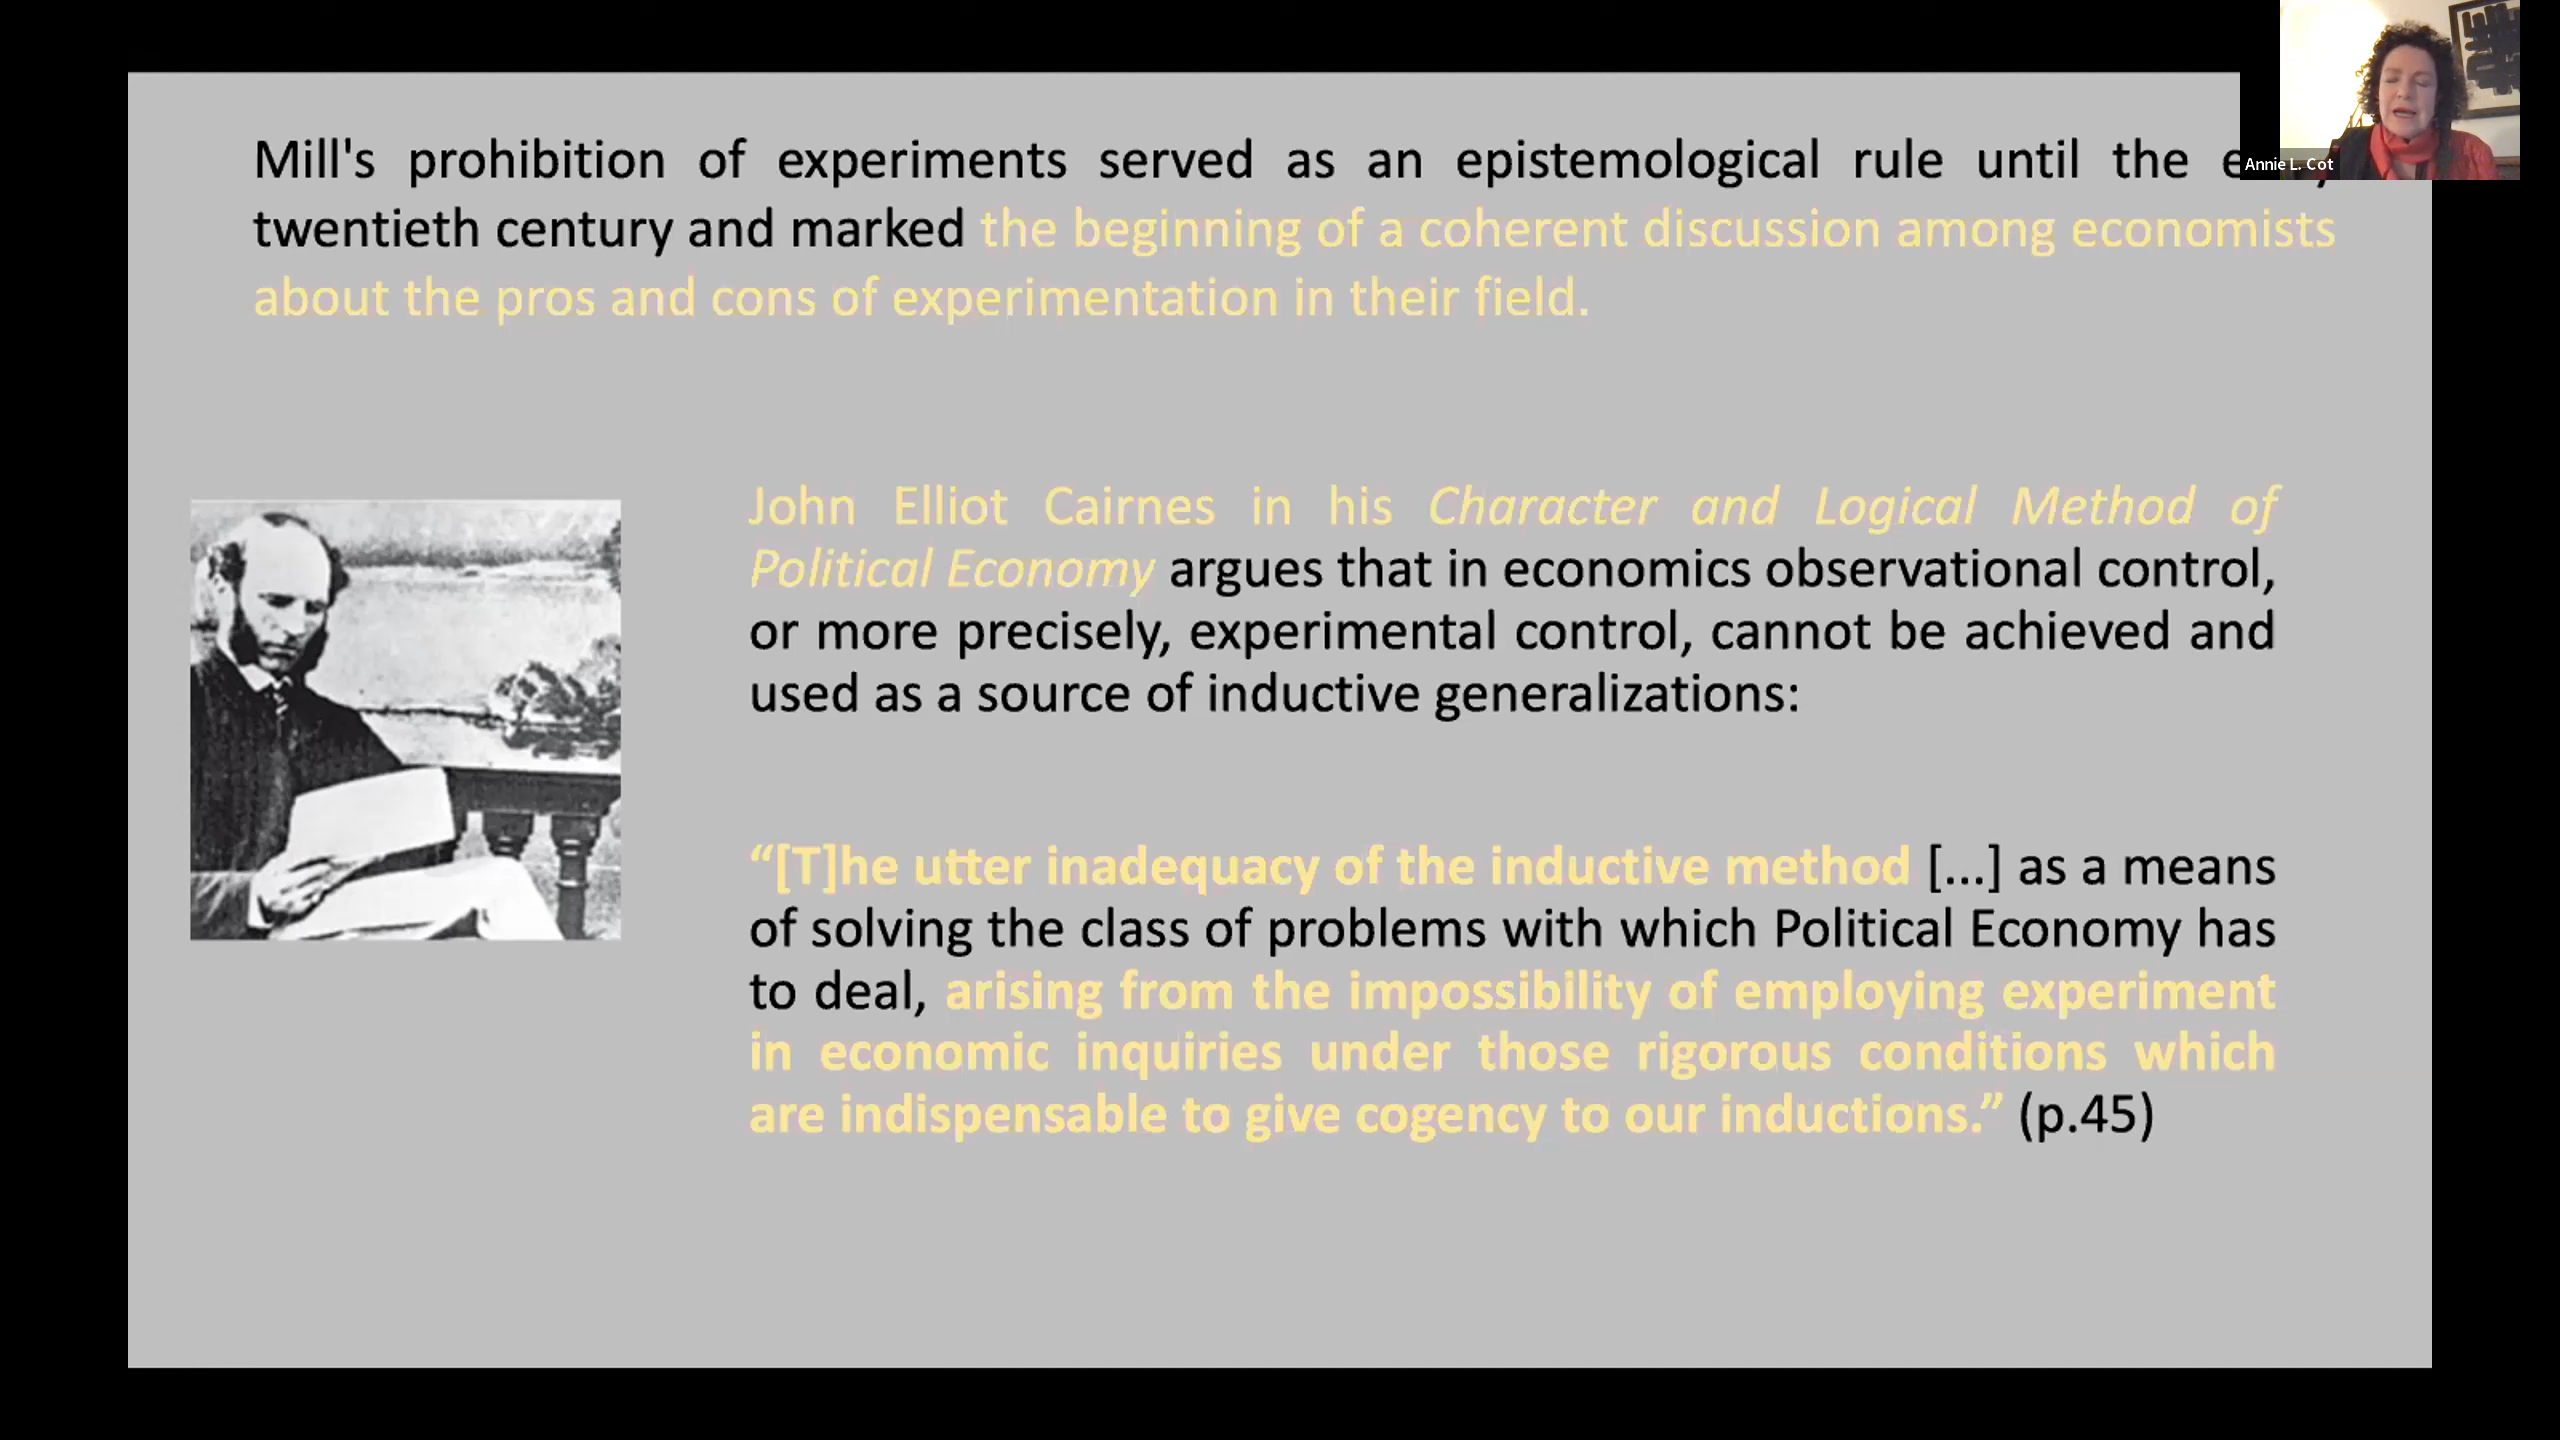 Mill's prohibition of experiments served as an epistemological rule until the
twentieth century and marked the beginning of a coherent discussion among economists
about the pros and cons of experimentation in their field.
Annie L. Cot
John Elliot Cairnes in his Character and Logical Method of
Political Economy argues that in economics observational control,
or more precisely, experimental control, cannot be achieved and
used as a source of inductive generalizations:
“[T]he utter inadequacy of the inductive method [...] as a means
of solving the class of problems with which Political Economy has
to deal, arising from the impossibility of employing experiment
in economic inquiries under those rigorous conditions which
are indispensable to give cogency to our inductions.” (p.45)